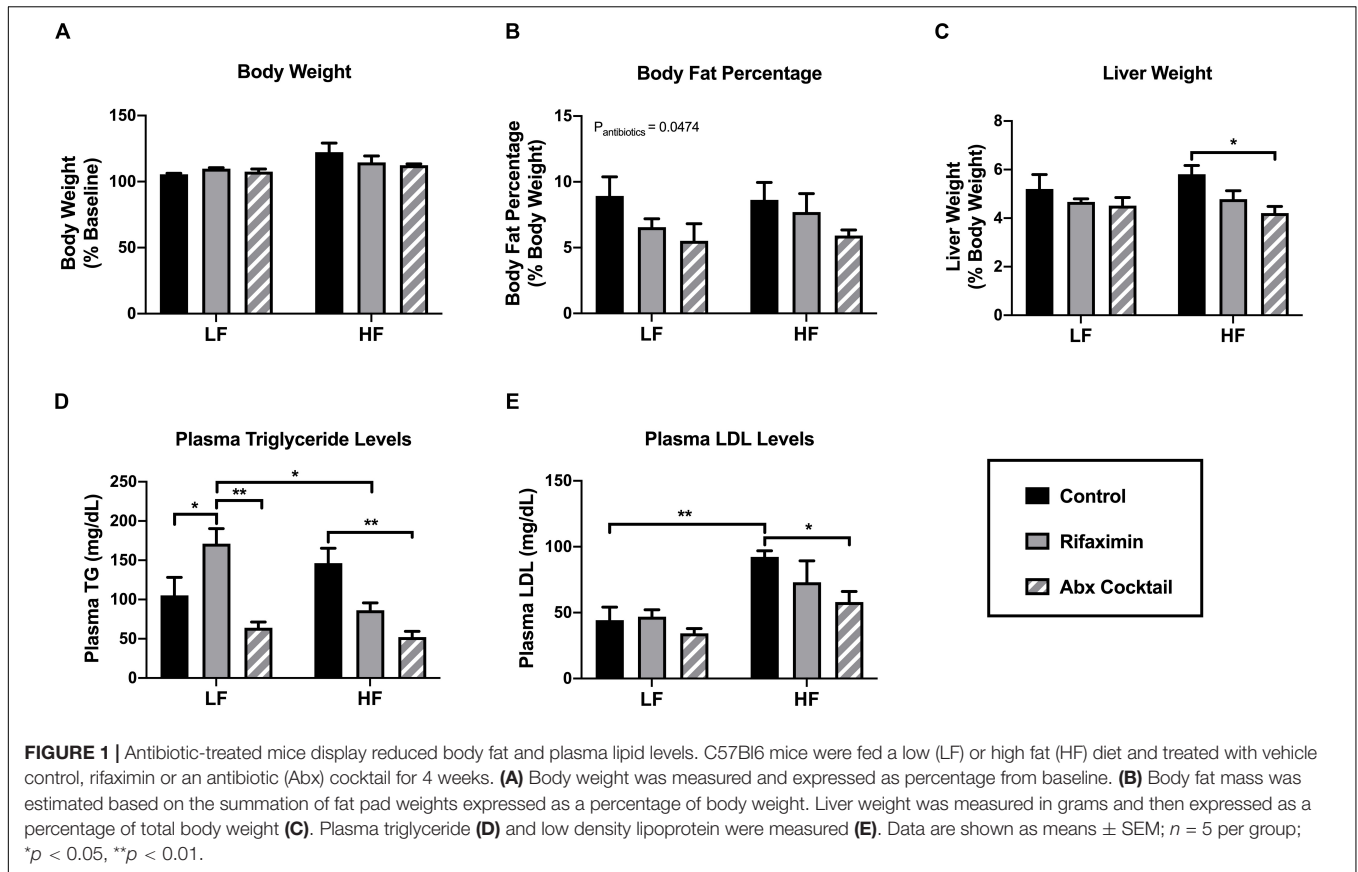 A
Body Weight
Body Weight
(% Baseline)
150
100
50
0
LF
HF
B
Body Fat Percentage
Body Fat Percentage
(% Body Weight)
P antibiotics = 0.0474
15
10
5
0
LF
HF
C
Liver Weight
Liver Weight
(% Body Weight)
8
6
4
2
0
*
LF
HF
D
Plasma Triglyceride Levels
Plasma TG (mg/dL)
250
200
150
100
50
0
*
**
*
**
LF
HF
E
Plasma LDL Levels
Plasma LDL (mg/dL)
150
100
50
0
**
*
LF
HF
Control
Rifaximin
Abx Cocktail
FIGURE 1 | Antibiotic-treated mice display reduced body fat and plasma lipid levels. C57Bl6 mice were fed a low (LF) or high fat (HF) diet and treated with vehicle
control, rifaximin or an antibiotic (Abx) cocktail for 4 weeks. (A) Body weight was measured and expressed as percentage from baseline. (B) Body fat mass was
estimated based on the summation of fat pad weights expressed as a percentage of body weight. Liver weight was measured in grams and then expressed as a
percentage of total body weight (C). Plasma triglyceride (D) and low density lipoprotein were measured (E). Data are shown as means ± SEM; n = 5 per group;
*p < 0.05, **p < 0.01.